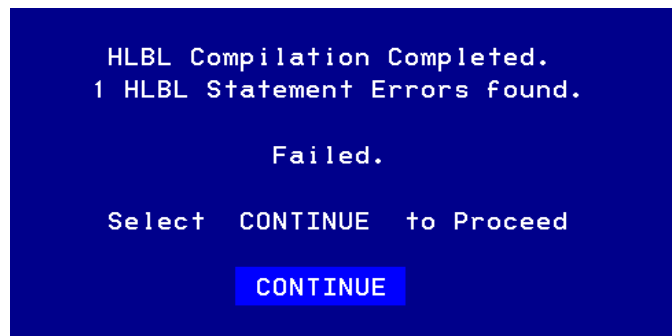 HLBL Compilation Completed.
1 HLBL Statement Errors found.
Failed.
Select CONTINUE to Proceed
CONTINUE